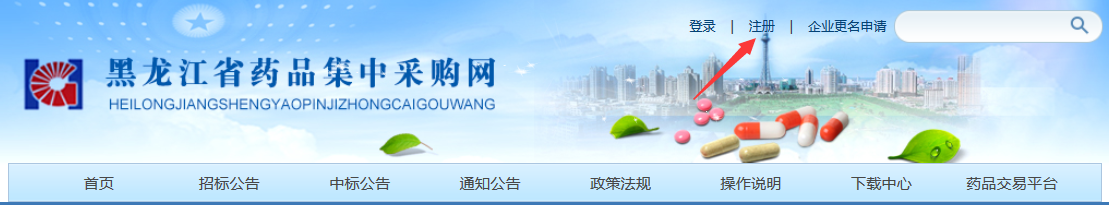 登录 | 注册 | 企业更名申请
黑龙江省药品集中采购网
HEILONGJIANGSHENGYAOPINJIZHONGCAIGOUWANG
首页 招标公告 中标公告 通知公告 政策法规 操作说明 下载中心 药品交易平台